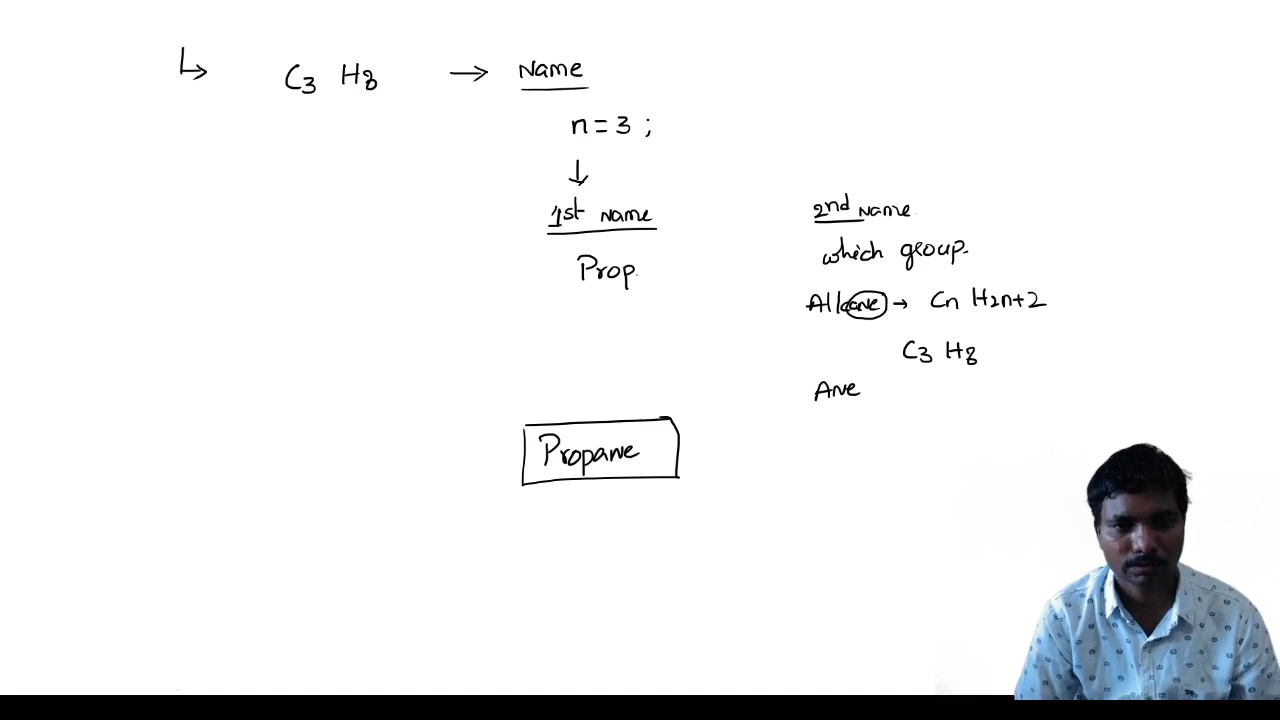 ↳ C3 H8 → Name
n = 3 ;
↓
1st Name
Prop.
2nd Name
which group.
Alkane → Cn H2n+2
C3 H8
Ane
Propane